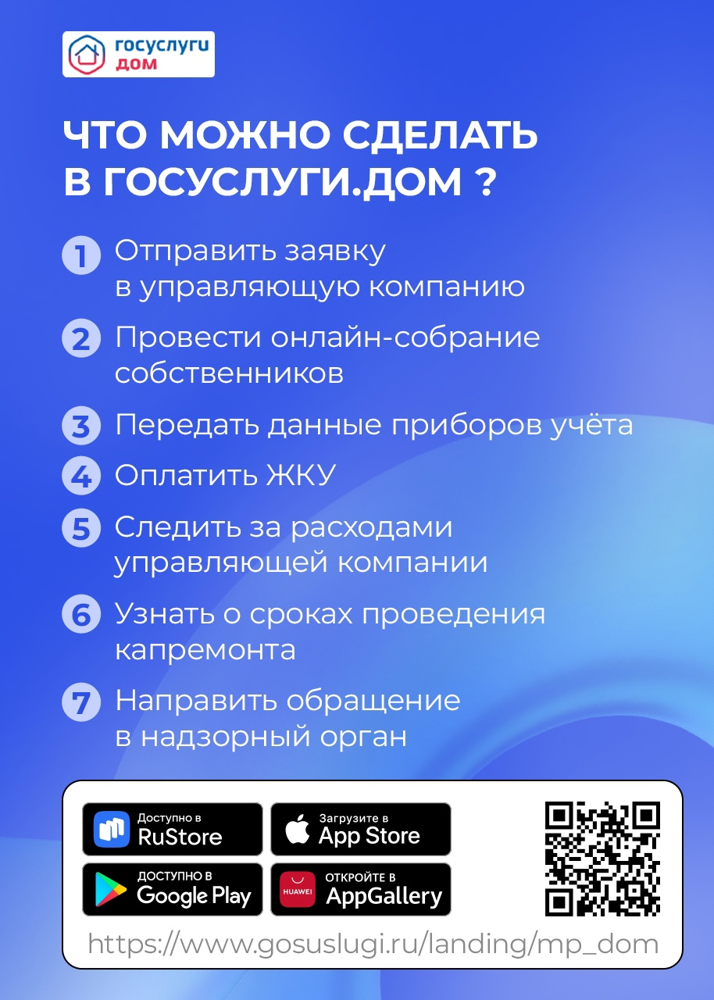 госуслуги
дом
ЧТО МОЖНО СДЕЛАТЬ
В ГОСУСЛУГИ.ДОМ ?
1 Отправить заявку
в управляющую компанию
2 Провести онлайн-собрание
собственников
3 Передать данные приборов учёта
4 Оплатить ЖКУ
5 Следить за расходами
управляющей компании
6 Узнать о сроках проведения
капремонта
7 Направить обращение
в надзорный орган
Доступно в
RuStore
Загрузите в
App Store
ДОСТУПНО В
Google Play
HUAWEI
ОТКРОЙТЕ В
AppGallery
https://www.gosuslugi.ru/landing/mp_dom